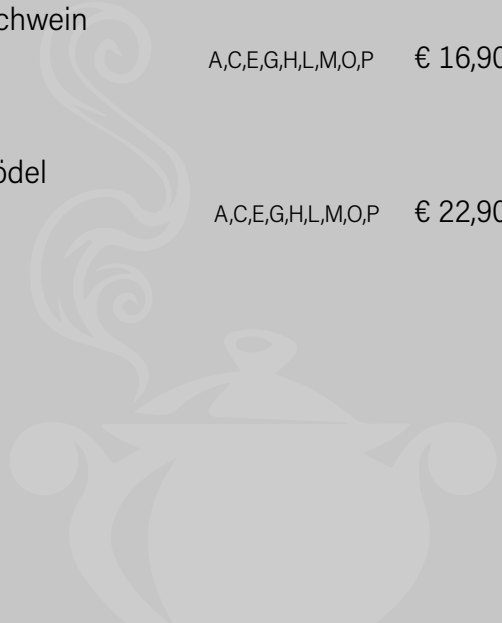 chwein
A,C,E,G,H,L,M,O,P € 16,90
ödel
A,C,E,G,H,L,M,O,P € 22,90